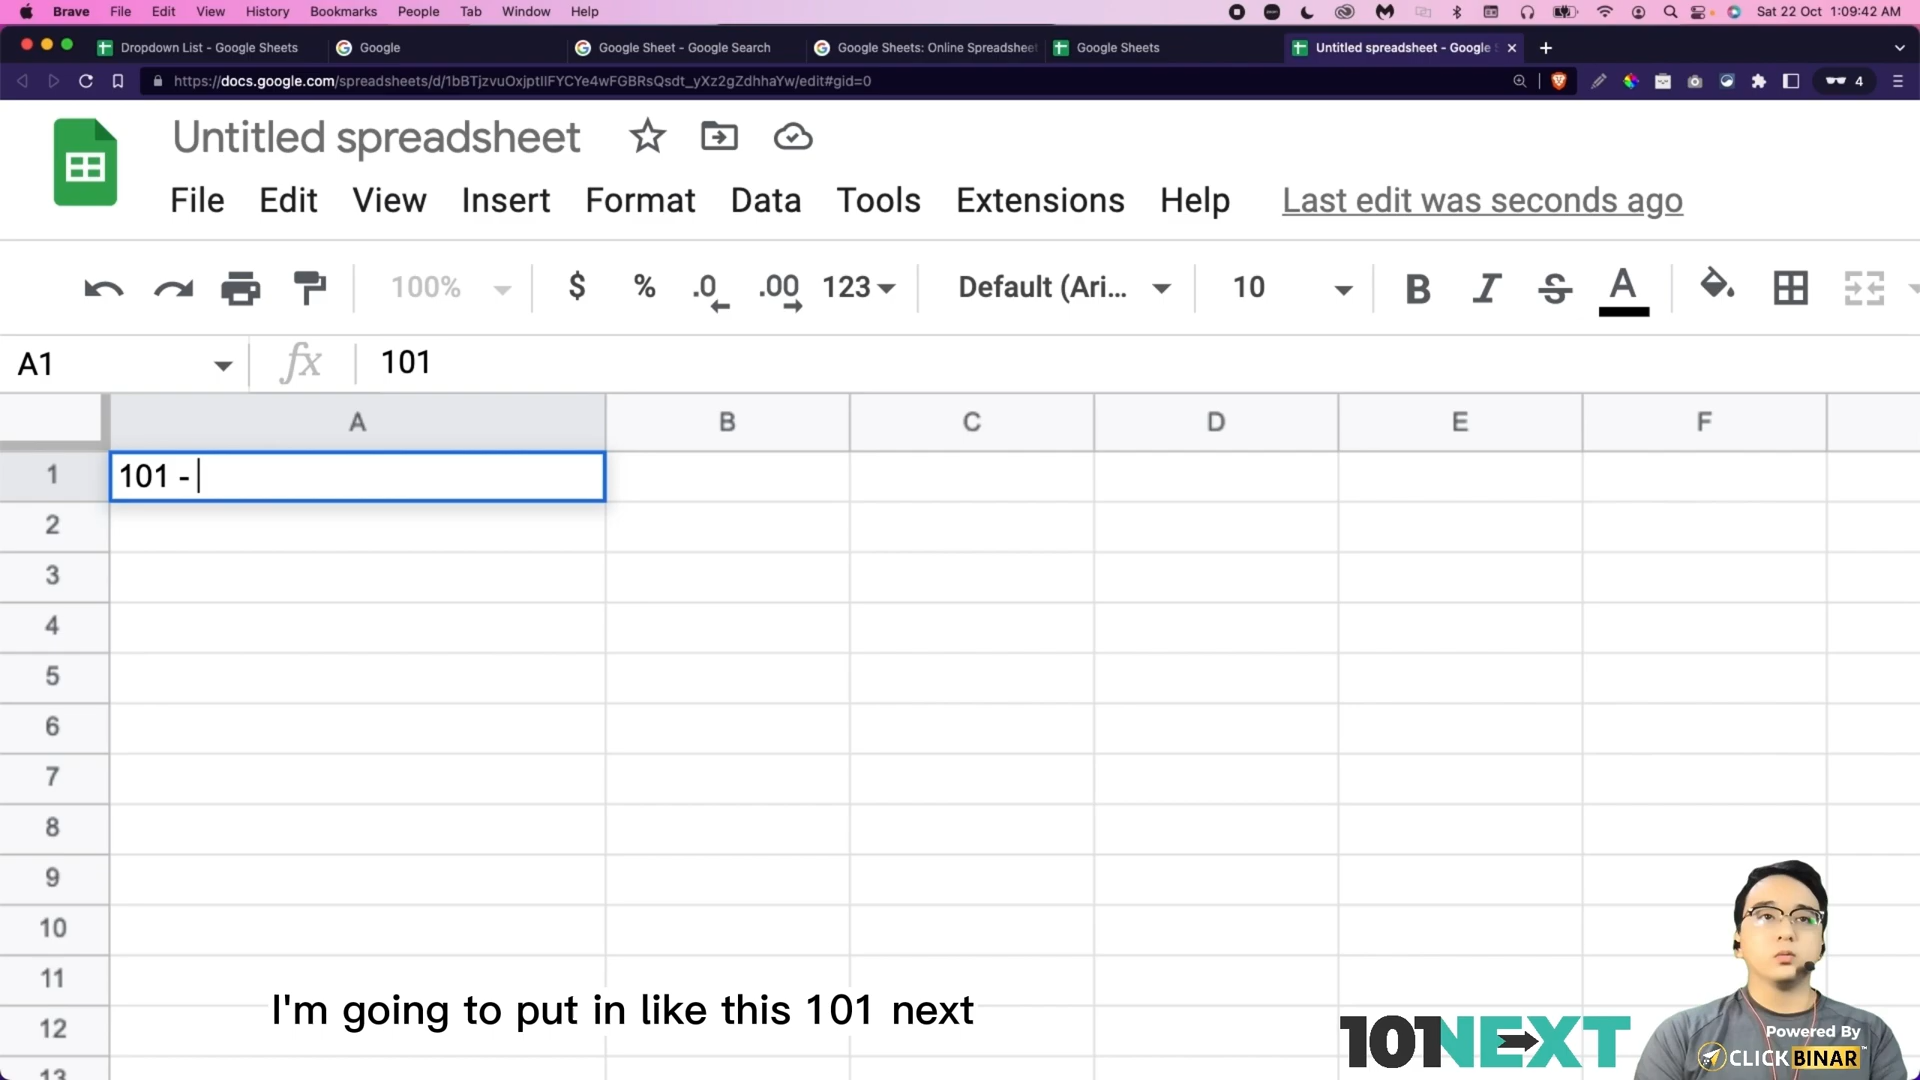 Brave File Edit View History Bookmarks People Tab Window Help Sat 22 Oct 1:09:42 AM
Dropdown List - Google Sheets Google Google Sheet - Google Search Google Sheets: Online Spreadsheet Google Sheets Untitled spreadsheet - Google S
https://docs.google.com/spreadsheets/d/1bBTjzvuOxjptIlFYCYe4wFGBRsQsdt_yXz2gZdhhaYw/edit#gid=0 4
Untitled spreadsheet
File Edit View Insert Format Data Tools Extensions Help Last edit was seconds ago
100% $ % .0 .00 123 Default (Ari... 10 B I S A
A1 fx 101
A B C D E F
1 101 -
2
3
4
5
6
7
8
9
10
11
12
13
I'm going to put in like this 101 next
101NEXT
Powered By
CLICKBINAR™